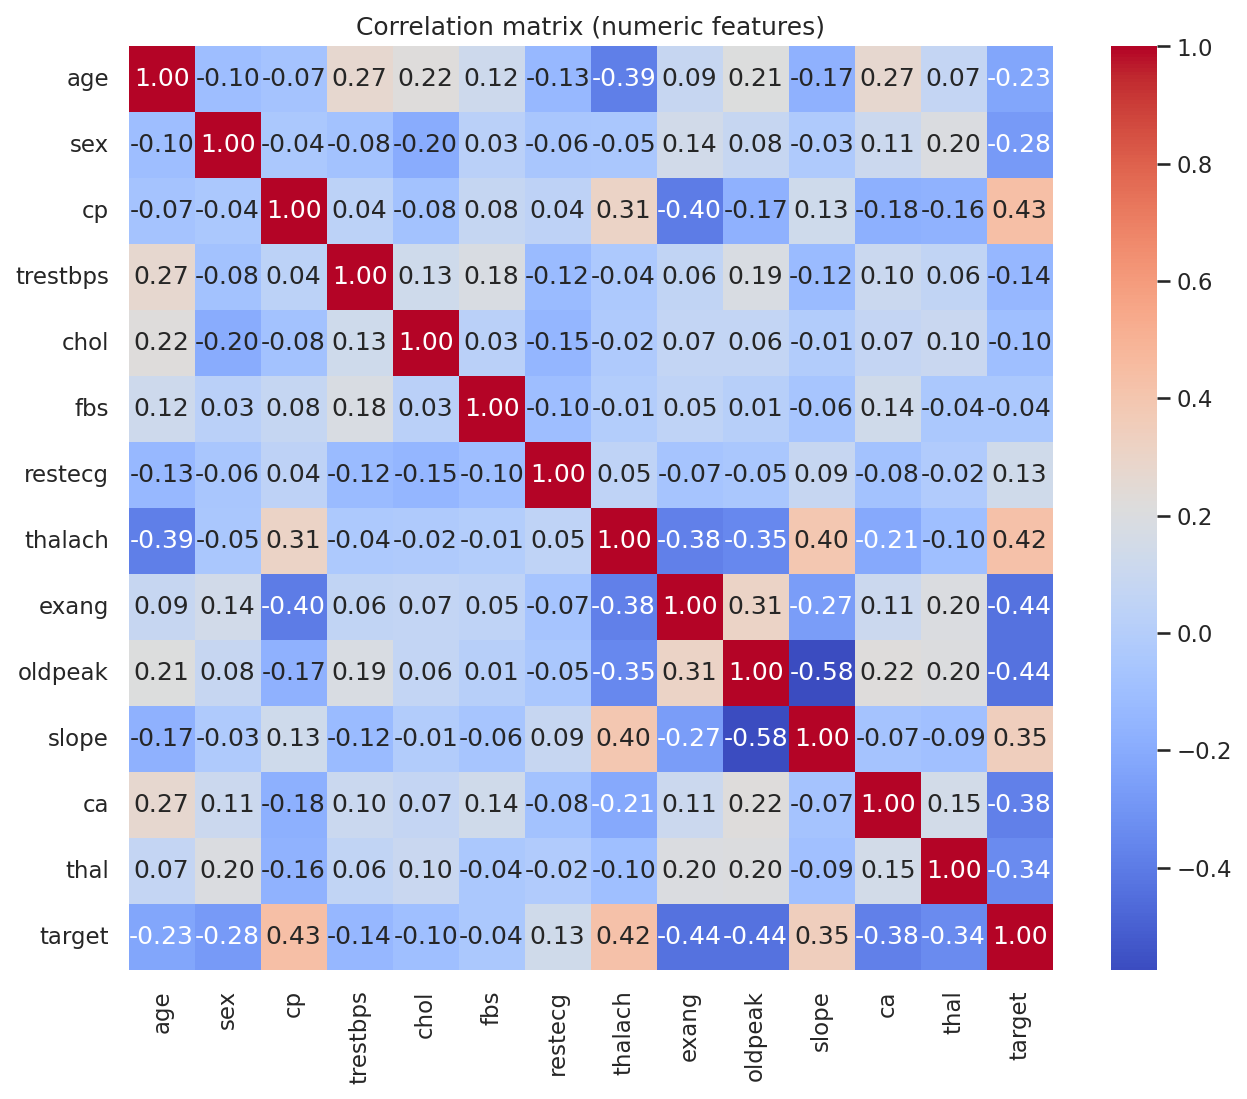 Correlation matrix (numeric features)
age 1.00 -0.10 -0.07 0.27 0.22 0.12 -0.13 -0.39 0.09 0.21 -0.17 0.27 0.07 -0.23
sex -0.10 1.00 -0.04 -0.08 -0.20 0.03 -0.06 -0.05 0.14 0.08 -0.03 0.11 0.20 -0.28
cp -0.07 -0.04 1.00 0.04 -0.08 0.08 0.04 0.31 -0.40 -0.17 0.13 -0.18 -0.16 0.43
trestbps 0.27 -0.08 0.04 1.00 0.13 0.18 -0.12 -0.04 0.06 0.19 -0.12 0.10 0.06 -0.14
chol 0.22 -0.20 -0.08 0.13 1.00 0.03 -0.15 -0.02 0.07 0.06 -0.01 0.07 0.10 -0.10
fbs 0.12 0.03 0.08 0.18 0.03 1.00 -0.10 -0.01 0.05 0.01 -0.06 0.14 -0.04 -0.04
restecg -0.13 -0.06 0.04 -0.12 -0.15 -0.10 1.00 0.05 -0.07 -0.05 0.09 -0.08 -0.02 0.13
thalach -0.39 -0.05 0.31 -0.04 -0.02 -0.01 0.05 1.00 -0.38 -0.35 0.40 -0.21 -0.10 0.42
exang 0.09 0.14 -0.40 0.06 0.07 0.05 -0.07 -0.38 1.00 0.31 -0.27 0.11 0.20 -0.44
oldpeak 0.21 0.08 -0.17 0.19 0.06 0.01 -0.05 -0.35 0.31 1.00 -0.58 0.22 0.20 -0.44
slope -0.17 -0.03 0.13 -0.12 -0.01 -0.06 0.09 0.40 -0.27 -0.58 1.00 -0.07 -0.09 0.35
ca 0.27 0.11 -0.18 0.10 0.07 0.14 -0.08 -0.21 0.11 0.22 -0.07 1.00 0.15 -0.38
thal 0.07 0.20 -0.16 0.06 0.10 -0.04 -0.02 -0.10 0.20 0.20 -0.09 0.15 1.00 -0.34
target -0.23 -0.28 0.43 -0.14 -0.10 -0.04 0.13 0.42 -0.44 -0.44 0.35 -0.38 -0.34 1.00
age sex cp trestbps chol fbs restecg thalach exang oldpeak slope ca thal target
1.0
0.8
0.6
0.4
0.2
0.0
−0.2
−0.4